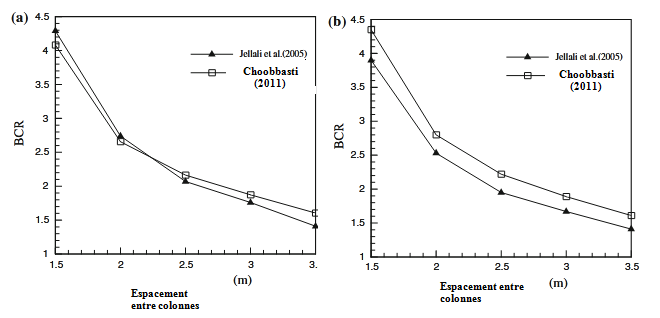 (a)
4.5
4
3.5
3
2.5
2
1.5
1
BCR
Jellali et al.(2005)
Choobbasti
(2011)
1.5 2 2.5 3 3.
(m)
Espacement
entre colonnes
(b)
4.5
4
3.5
3
2.5
2
1.5
1
BCR
Jellali et al.(2005)
Choobbasti
(2011)
1.5 2 2.5 3 3.5
(m)
Espacement entre
colonnes